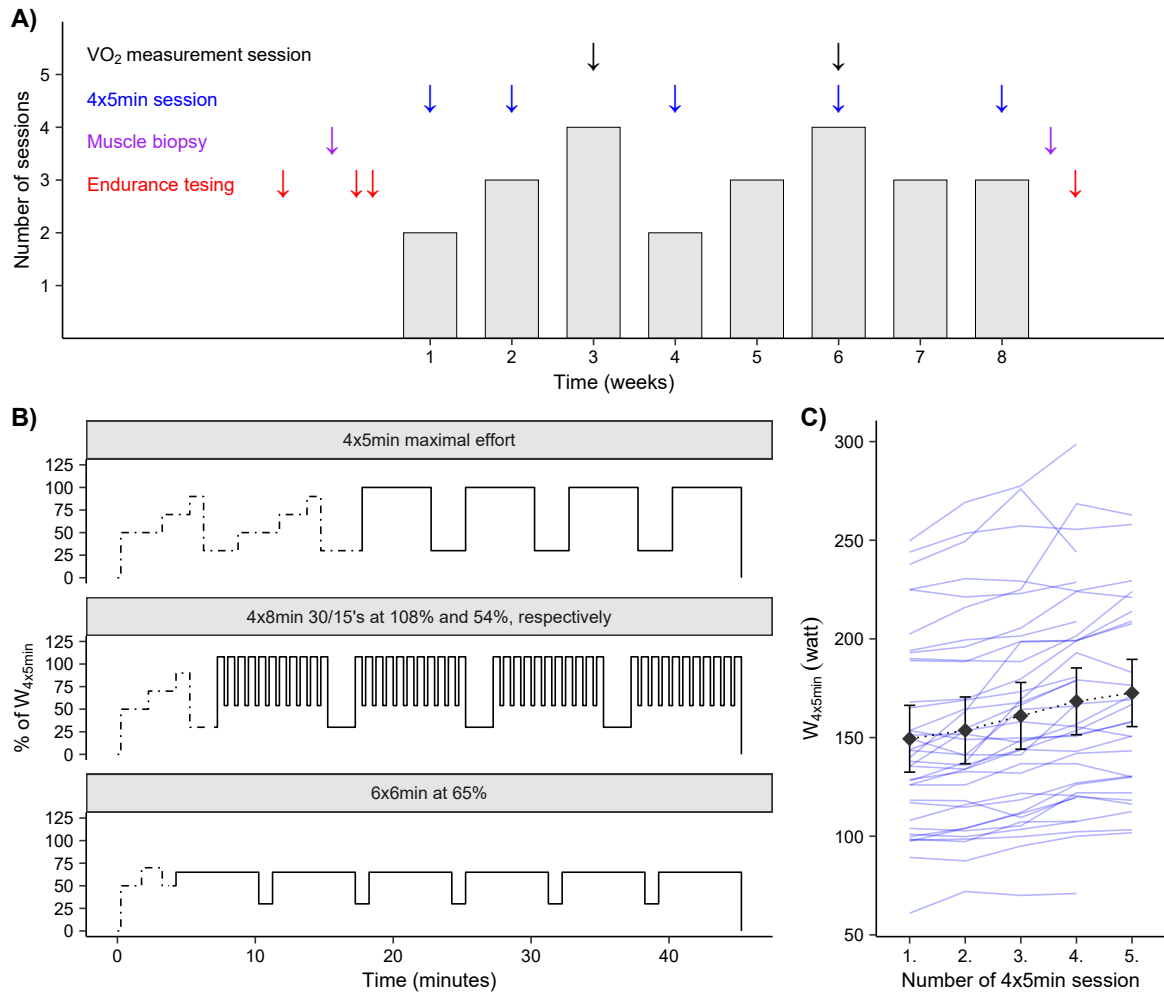 A)
VO₂ measurement session
4x5min session
Muscle biopsy
Endurance tesing
Number of sessions
5
4
3
2
1
1 2 3 4 5 6 7 8
Time (weeks)
B)
4x5min maximal effort
125
100
75
50
25
0
4x8min 30/15's at 108% and 54%, respectively
125
100
75
50
25
0
% of W₄ₓ₅ₘᵢₙ
6x6min at 65%
125
100
75
50
25
0
0 10 20 30 40
Time (minutes)
C)
300
250
200
150
100
50
W₄ₓ₅ₘᵢₙ (watt)
1. 2. 3. 4. 5.
Number of 4x5min session